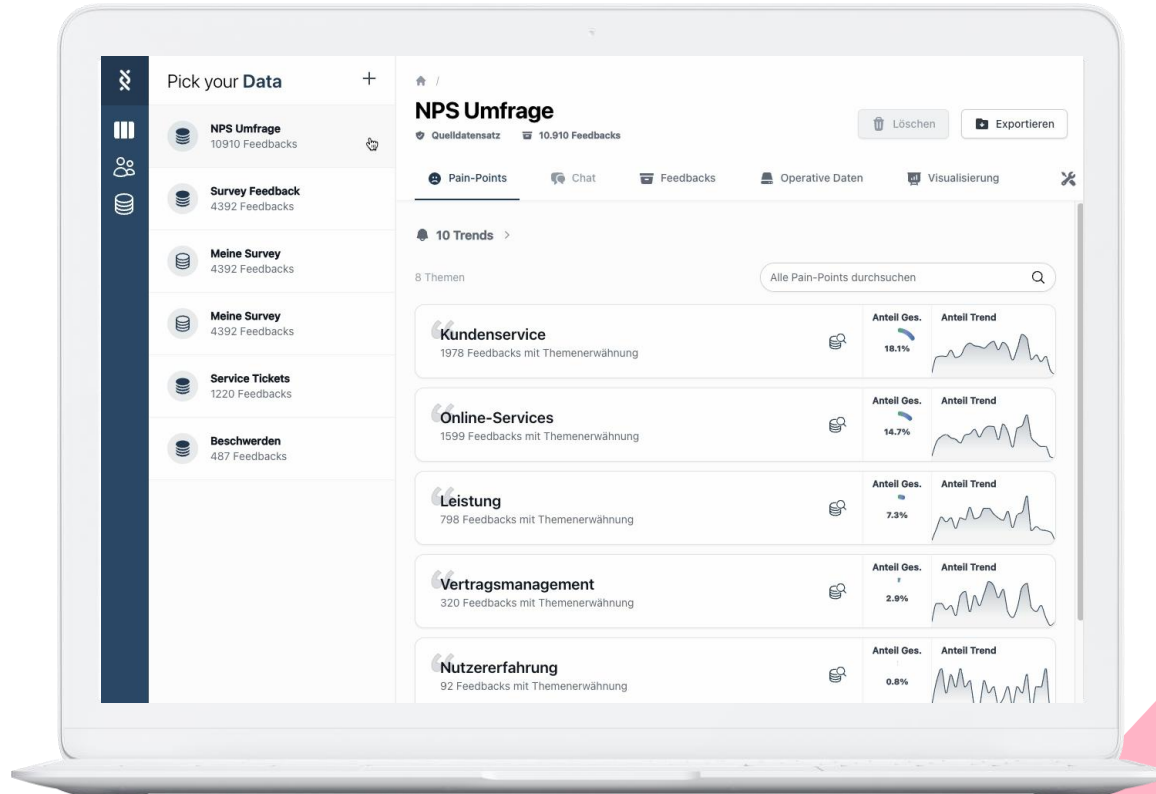 Pick your Data
NPS Umfrage
10910 Feedbacks
Survey Feedback
4392 Feedbacks
Meine Survey
4392 Feedbacks
Meine Survey
4392 Feedbacks
Service Tickets
1220 Feedbacks
Beschwerden
487 Feedbacks
/
NPS Umfrage
Quelldatensatz 10.910 Feedbacks
Löschen Exportieren
Pain-Points Chat Feedbacks Operative Daten Visualisierung
10 Trends >
8 Themen
Alle Pain-Points durchsuchen
Kundenservice
1978 Feedbacks mit Themenerwähnung
Anteil Ges. Anteil Trend
18.1%
Online-Services
1599 Feedbacks mit Themenerwähnung
Anteil Ges. Anteil Trend
14.7%
Leistung
798 Feedbacks mit Themenerwähnung
Anteil Ges. Anteil Trend
7.3%
Vertragsmanagement
320 Feedbacks mit Themenerwähnung
Anteil Ges. Anteil Trend
2.9%
Nutzererfahrung
92 Feedbacks mit Themenerwähnung
Anteil Ges. Anteil Trend
0.8%